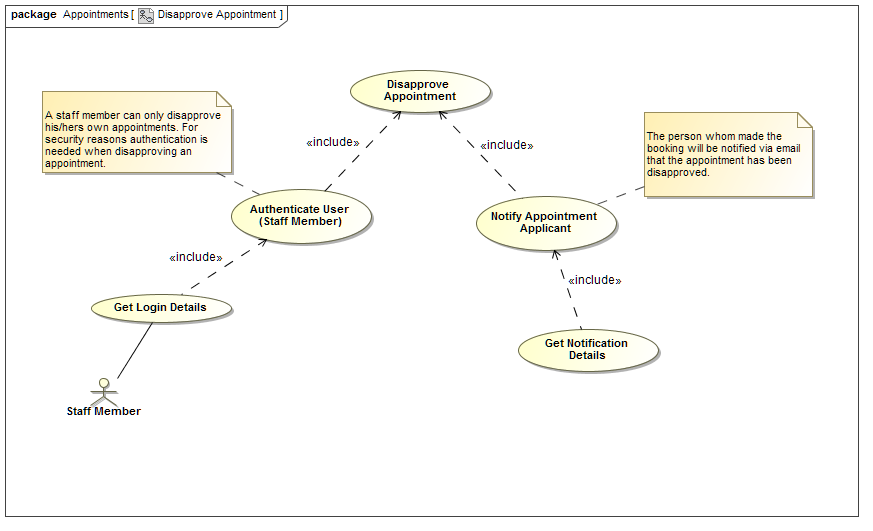 package Appointments [ Disapprove Appointment ]
Disapprove
Appointment
A staff member can only disapprove
his/hers own appointments. For
security reasons authentication is
needed when disapproving an
appointment.
The person whom made the
booking will be notified via email
that the appointment has been
disapproved.
«include»
«include»
Authenticate User
(Staff Member)
Notify Appointment
Applicant
«include»
«include»
Get Login Details
Get Notification
Details
Staff Member